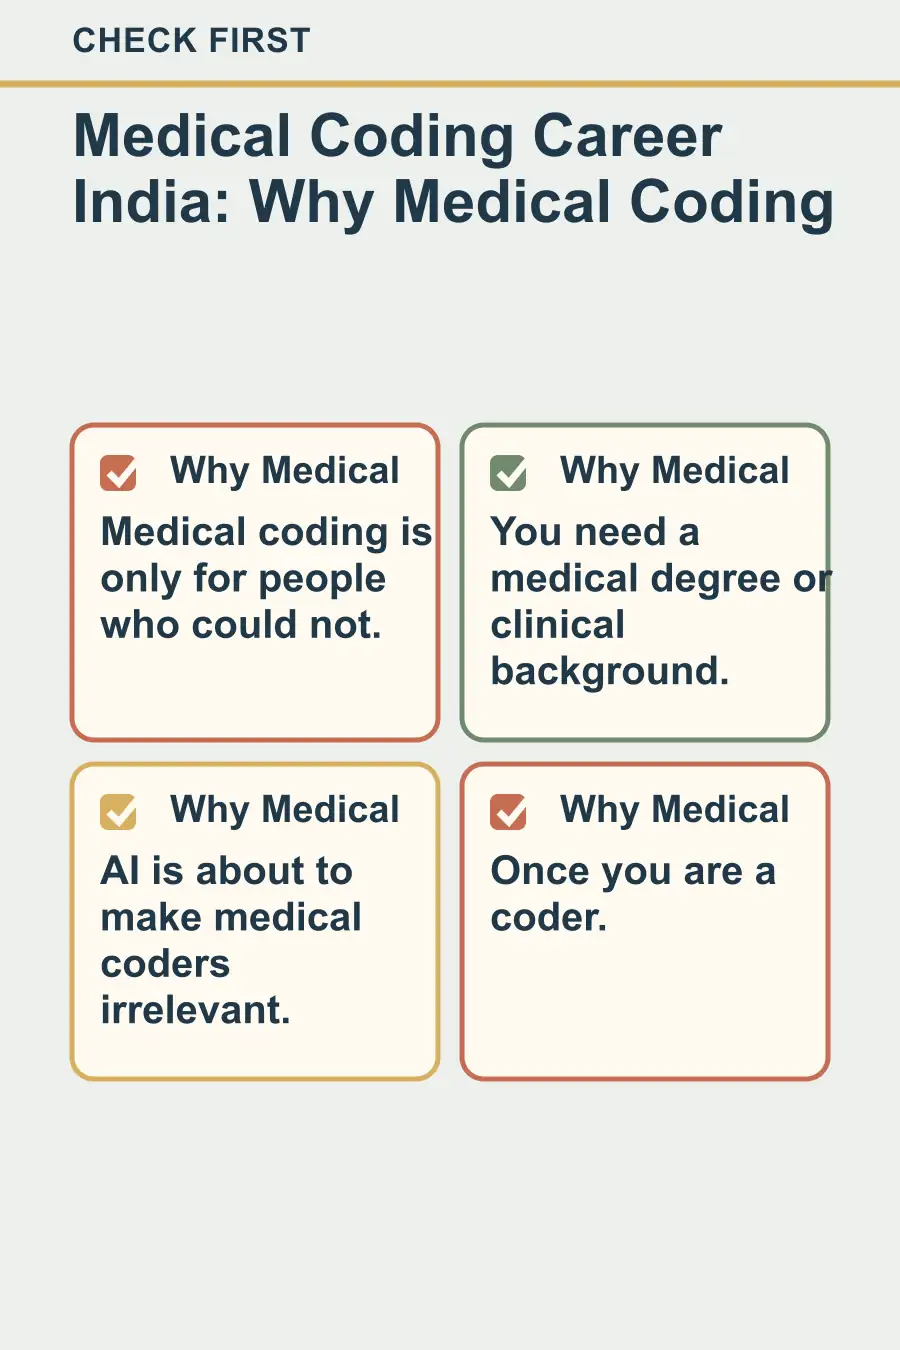 CHECK FIRST
Medical Coding Career
India: Why Medical Coding
Why Medical
Medical coding is
only for people
who could not.
Why Medical
You need a
medical degree or
clinical
background.
Why Medical
AI is about to
make medical
coders
irrelevant.
Why Medical
Once you are a
coder.